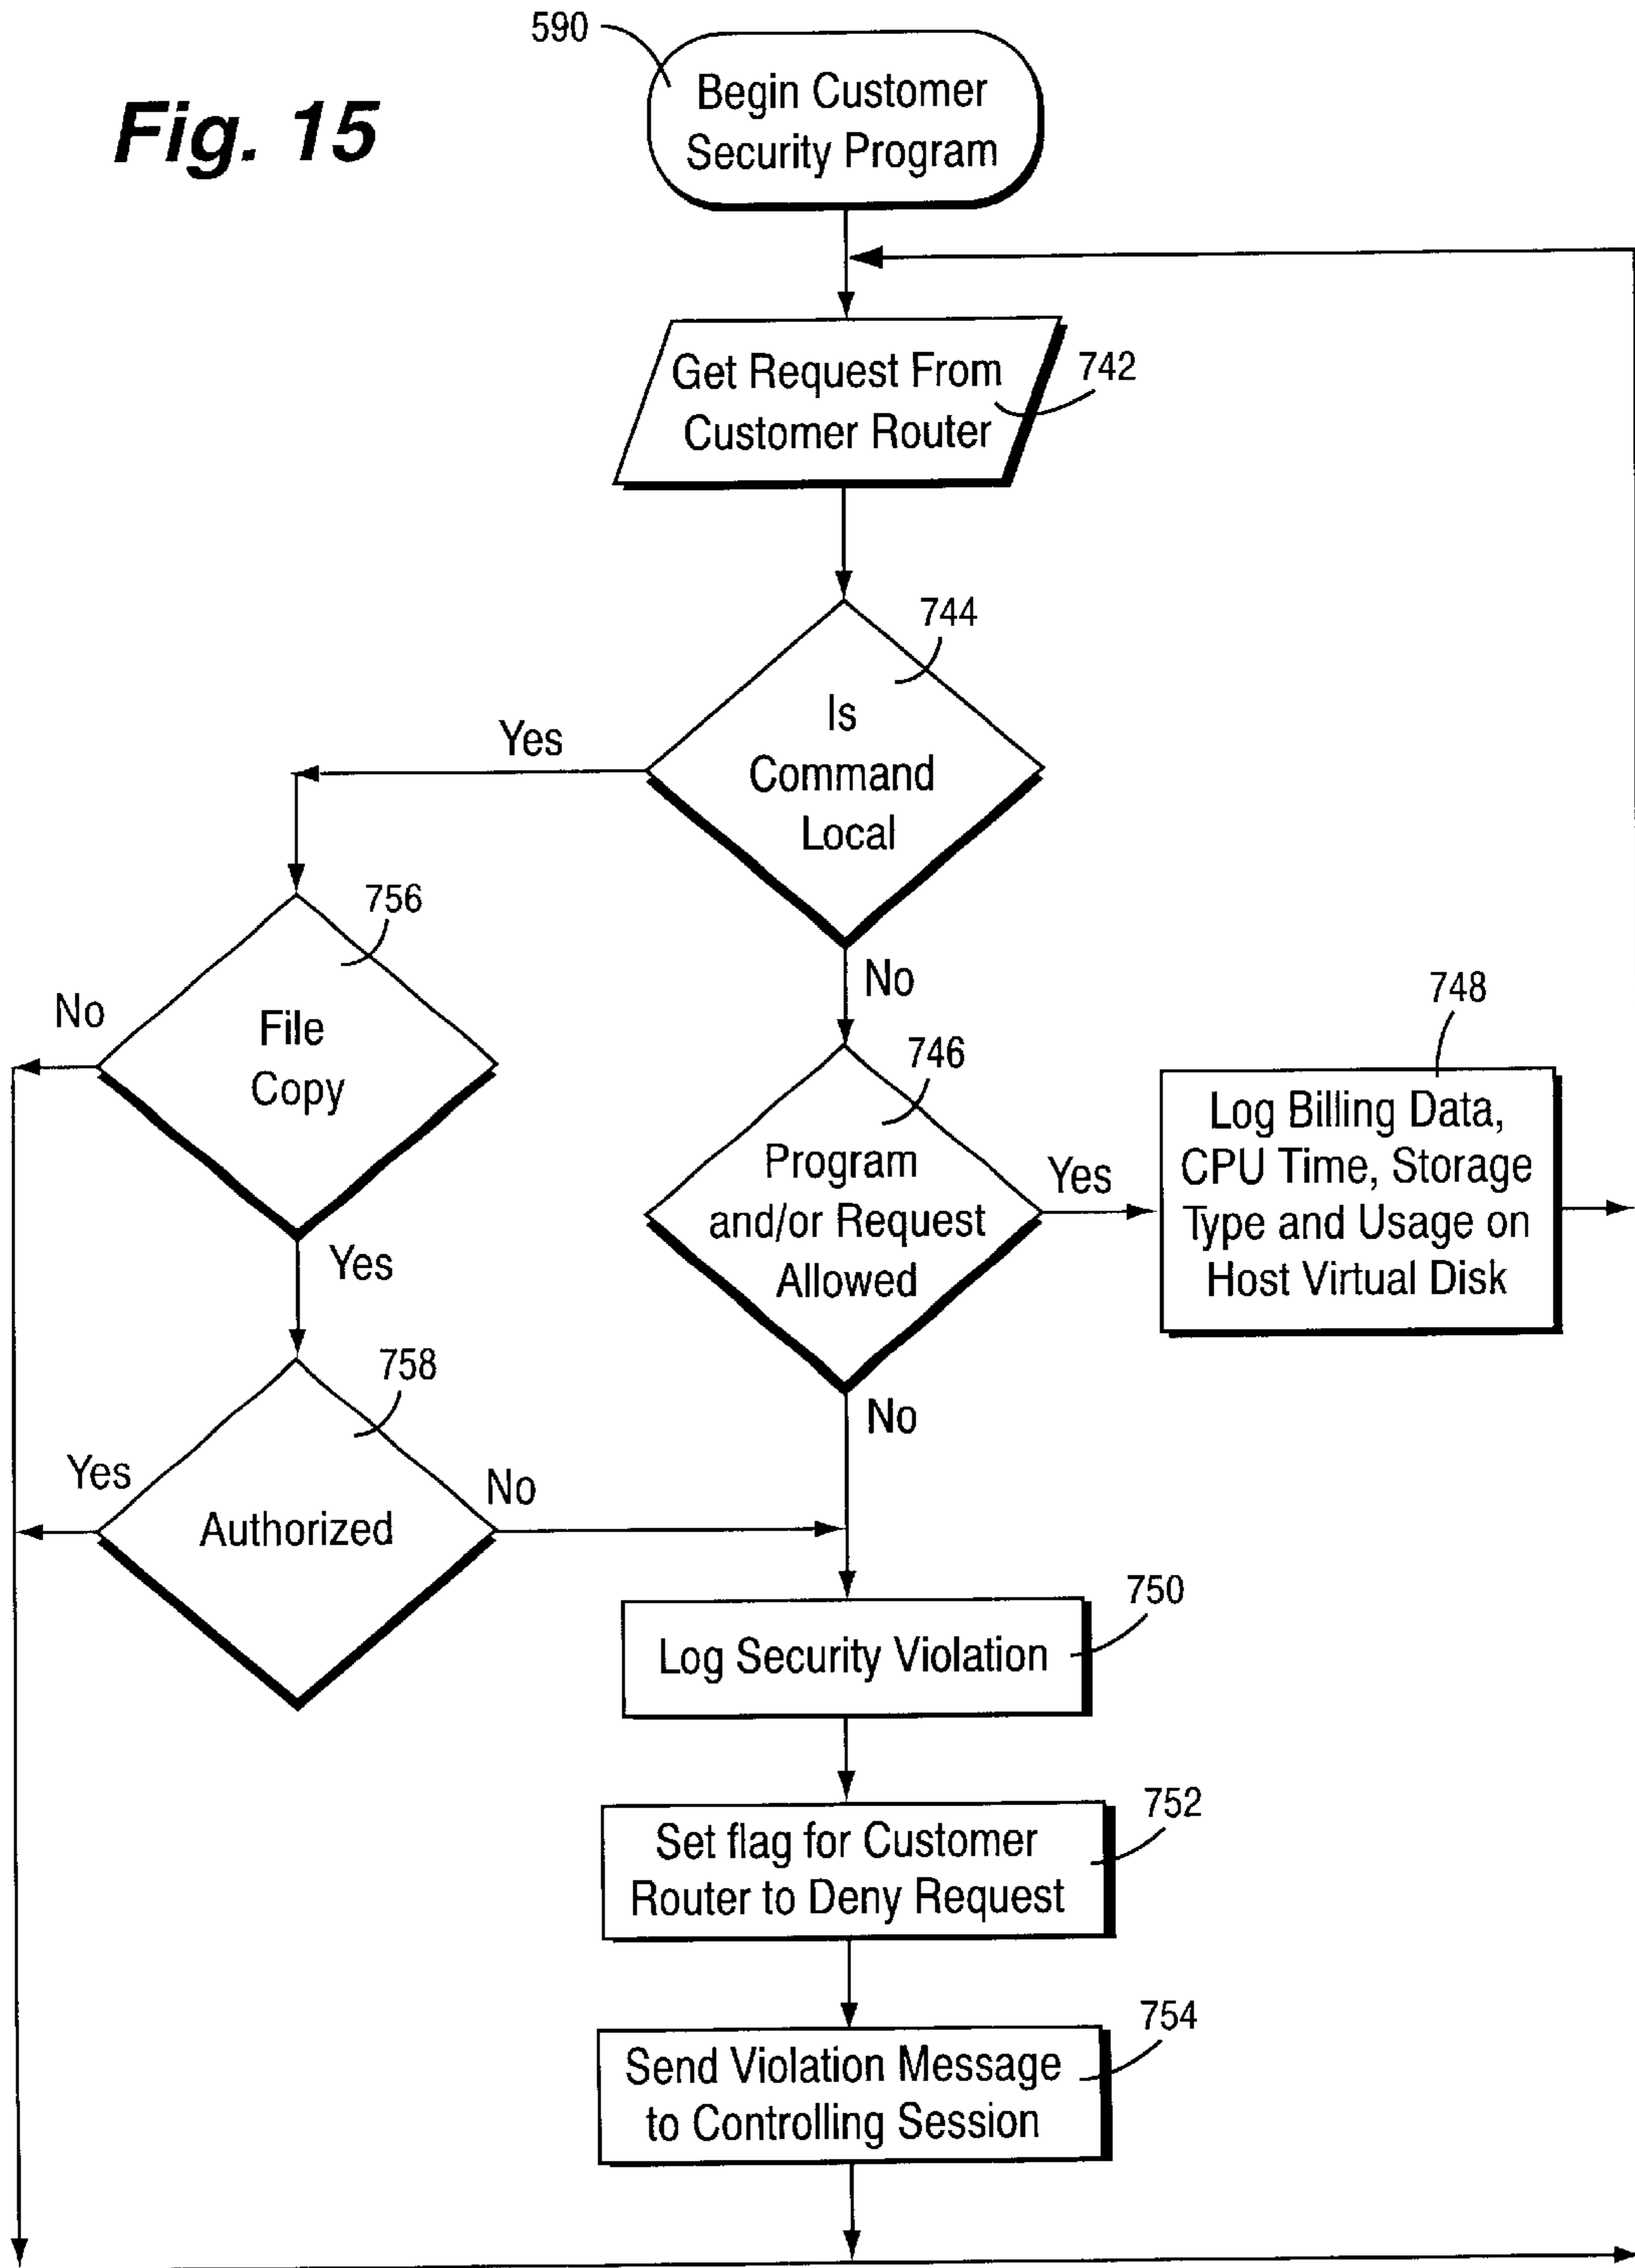 Fig. 15
590
Begin Customer
Security Program
Get Request From
Customer Router
742
744
Is
Command
Local
Yes
No
756
File
Copy
No
Yes
746
Program
and/or Request
Allowed
Yes
No
748
Log Billing Data,
CPU Time, Storage
Type and Usage on
Host Virtual Disk
758
Authorized
Yes
No
750
Log Security Violation
752
Set flag for Customer
Router to Deny Request
754
Send Violation Message
to Controlling Session